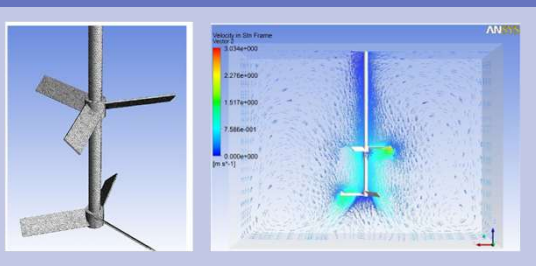 ANSYS
Velocity in Stn Frame
Vector 2
3.034e+000
2.276e+000
1.517e+000
7.586e-001
0.000e+000
[m s^-1]